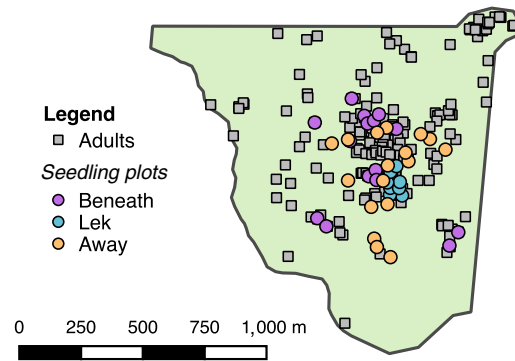 Legend
Adults
Seedling plots
Beneath
Lek
Away
0 250 500 750 1,000 m